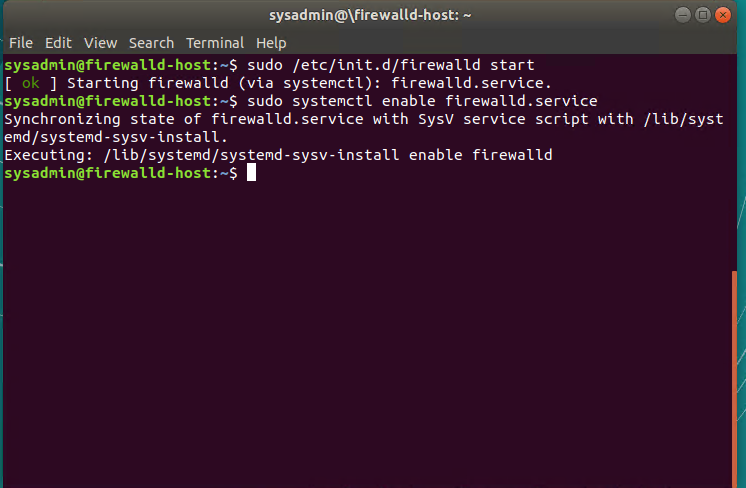 sysadmin@\firewalld-host: ~
File Edit View Search Terminal Help
sysadmin@firewalld-host:~$ sudo /etc/init.d/firewalld start
[ ok ] Starting firewalld (via systemctl): firewalld.service.
sysadmin@firewalld-host:~$ sudo systemctl enable firewalld.service
Synchronizing state of firewalld.service with SysV service script with /lib/syst
emd/systemd-sysv-install.
Executing: /lib/systemd/systemd-sysv-install enable firewalld
sysadmin@firewalld-host:~$